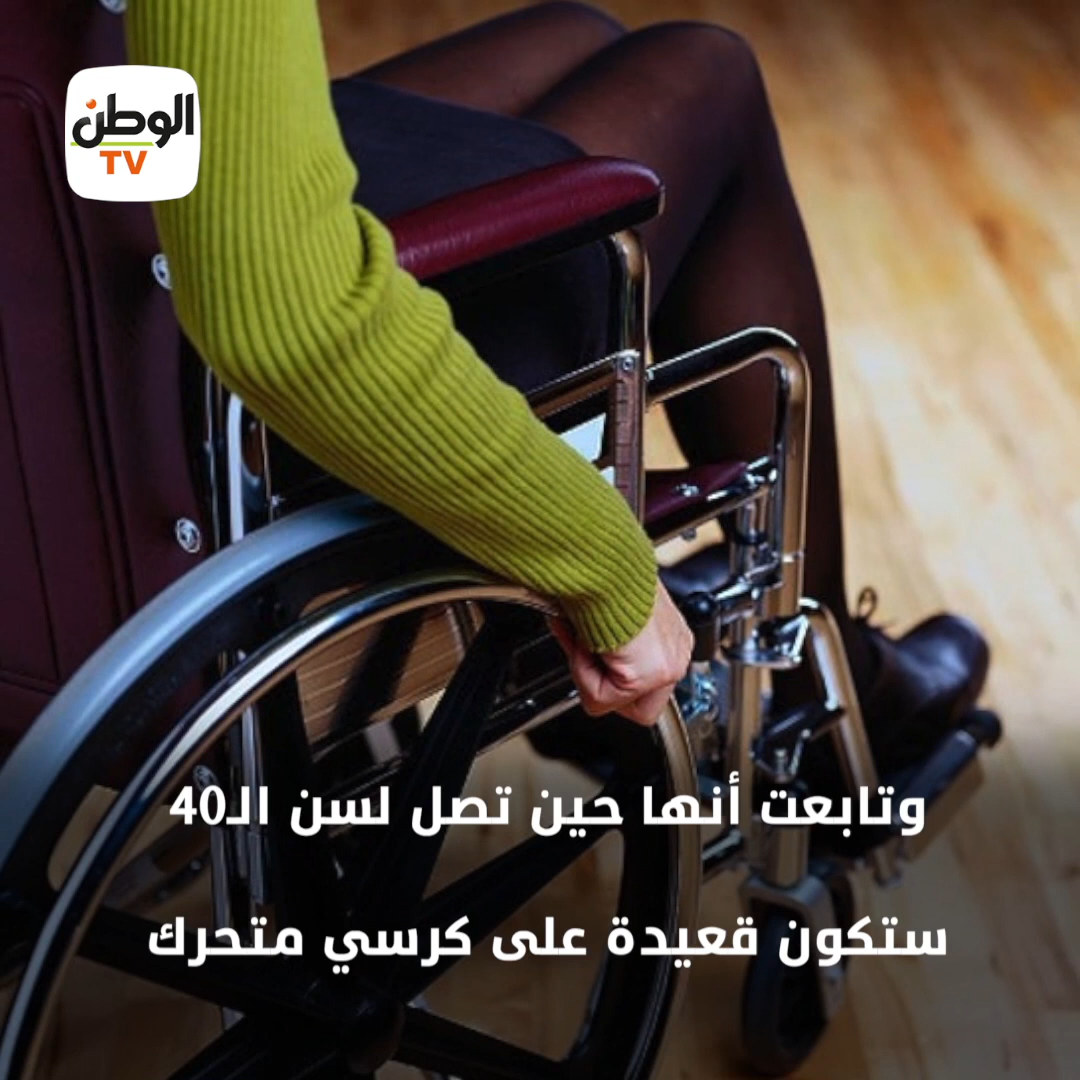 الوطن
TV
وتابعت أنها حين تصل لسن الـ40
ستكون قعيدة على كرسي متحرك